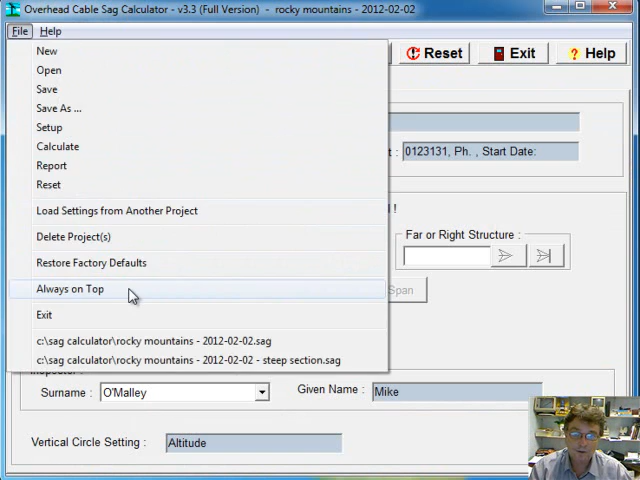 Overhead Cable Sag Calculator - v3.3 (Full Version) - rocky mountains - 2012-02-02
File Help
New
Open
Save
Save As ...
Setup
Calculate
Report
Reset
Load Settings from Another Project
Delete Project(s)
Restore Factory Defaults
Always on Top
Exit
c:\sag calculator\rocky mountains - 2012-02-02.sag
c:\sag calculator\rocky mountains - 2012-02-02 - steep section.sag
Reset Exit ? Help
0123131, Ph. , Start Date:
!
Far or Right Structure :
Span
Surname : O'Malley Given Name : Mike
Vertical Circle Setting : Altitude